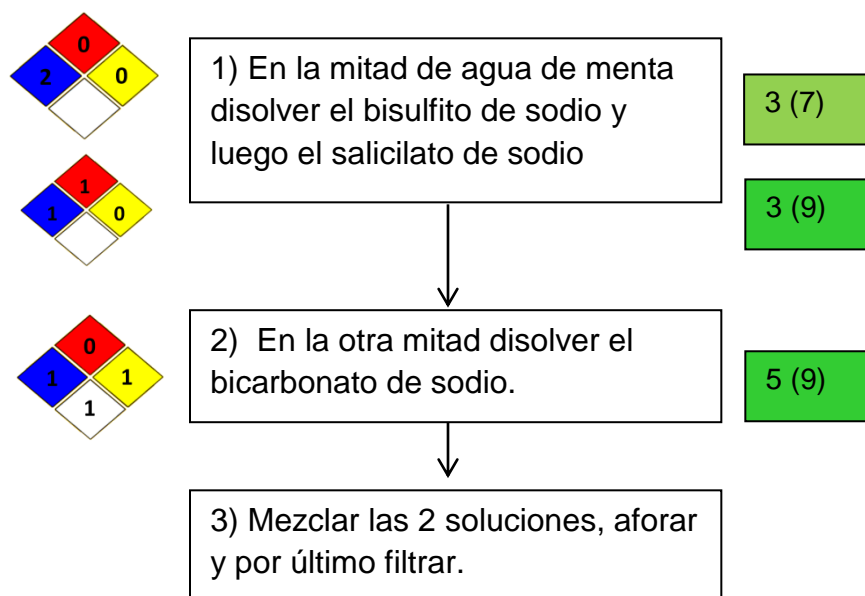 0
2
0
1) En la mitad de agua de menta
disolver el bisulfito de sodio y
luego el salicilato de sodio
3 (7)
1
1
0
3 (9)
0
1
1
1
2) En la otra mitad disolver el
bicarbonato de sodio.
5 (9)
3) Mezclar las 2 soluciones, aforar
y por último filtrar.